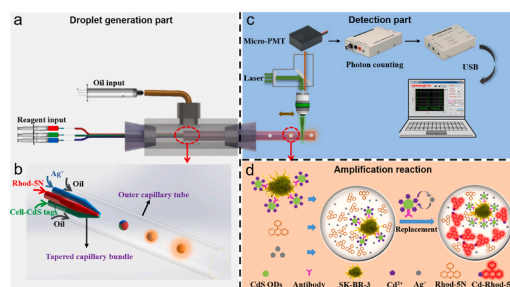 a
Droplet generation part
Oil input
Reagent input
b
Ag⁺
Oil
Rhod-5N
Cell-CdS tags
Oil
Outer capillary tube
Tapered capillary bundle
c
Detection part
Micro-PMT
Laser
Photon counting
USB
d
Amplification reaction
Replacement
CdS QDs
Antibody
SK-BR-3
Cd²⁺
Ag⁺
Rhod-5N
Cd-Rhod-5